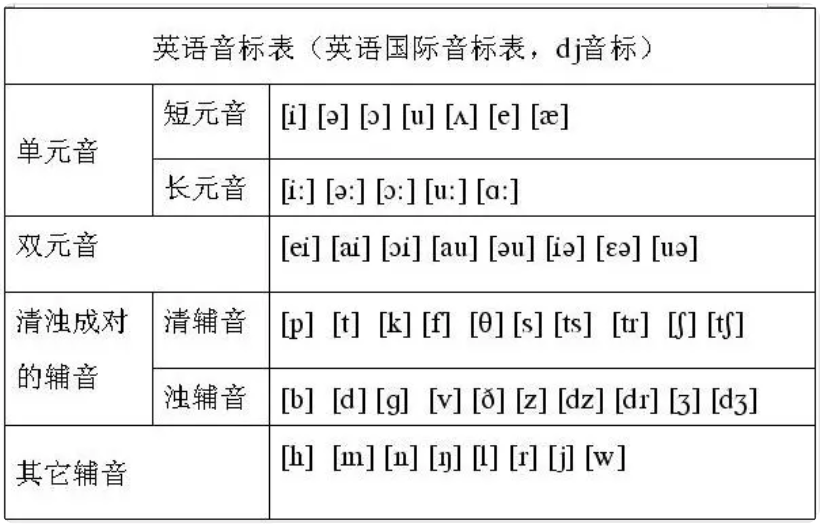 英语音标表（英语国际音标表，dj音标）
单元音
短元音
[i] [ə] [ɔ] [u] [ʌ] [e] [æ]
长元音
[i:] [ə:] [ɔ:] [u:] [ɑ:]
双元音
[ei] [ai] [ɔi] [au] [əu] [iə] [ɛə] [uə]
清浊成对
的辅音
清辅音
[p] [t] [k] [f] [θ] [s] [ts] [tr] [ʃ] [tʃ]
浊辅音
[b] [d] [ɡ] [v] [ð] [z] [dz] [dr] [ʒ] [dʒ]
其它辅音
[h] [m] [n] [ŋ] [l] [r] [j] [w]